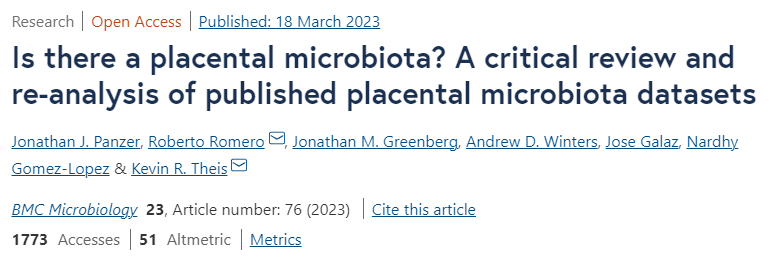 Research | Open Access | Published: 18 March 2023
Is there a placental microbiota? A critical review and
re-analysis of published placental microbiota datasets
Jonathan J. Panzer, Roberto Romero, Jonathan M. Greenberg, Andrew D. Winters, Jose Galaz, Nardhy
Gomez-Lopez & Kevin R. Theis
BMC Microbiology 23, Article number: 76 (2023) | Cite this article
1773 Accesses | 51 Altmetric | Metrics